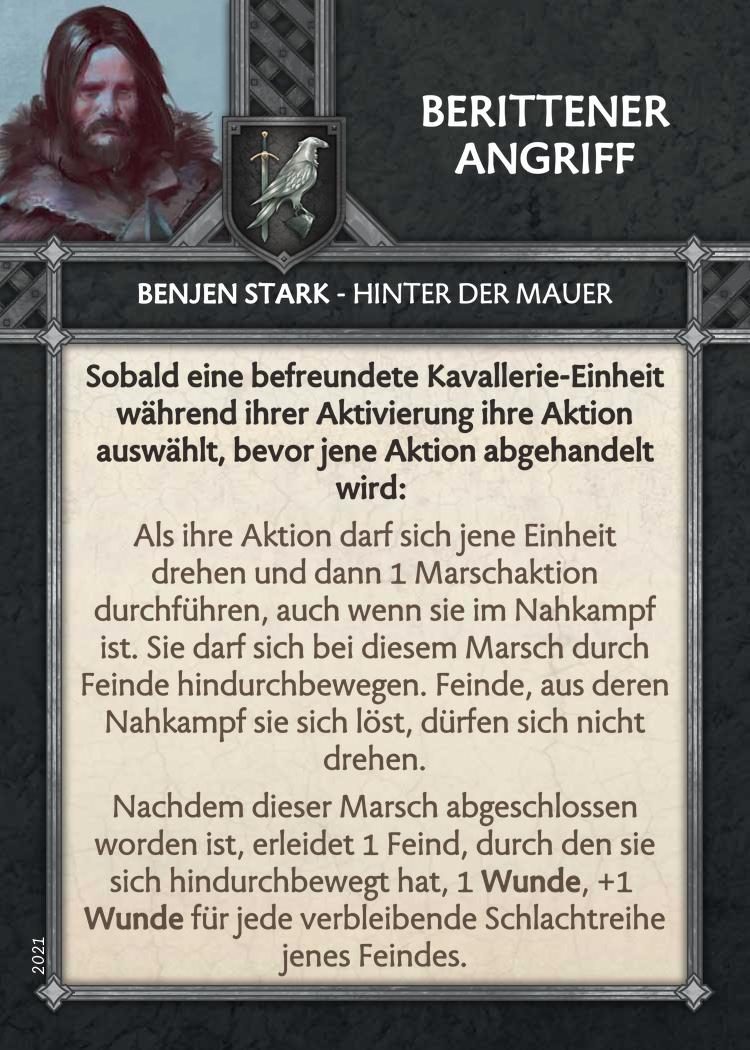 BERITTENER
ANGRIFF
BENJEN STARK - HINTER DER MAUER
Sobald eine befreundete Kavallerie-Einheit
während ihrer Aktivierung ihre Aktion
auswählt, bevor jene Aktion abgehandelt
wird:
Als ihre Aktion darf sich jene Einheit
drehen und dann 1 Marschaktion
durchführen, auch wenn sie im Nahkampf
ist. Sie darf sich bei diesem Marsch durch
Feinde hindurchbewegen. Feinde, aus deren
Nahkampf sie sich löst, dürfen sich nicht
drehen.
Nachdem dieser Marsch abgeschlossen
worden ist, erleidet 1 Feind, durch den sie
sich hindurchbewegt hat, 1 Wunde, +1
Wunde für jede verbleibende Schlachtreihe
jenes Feindes.
2021